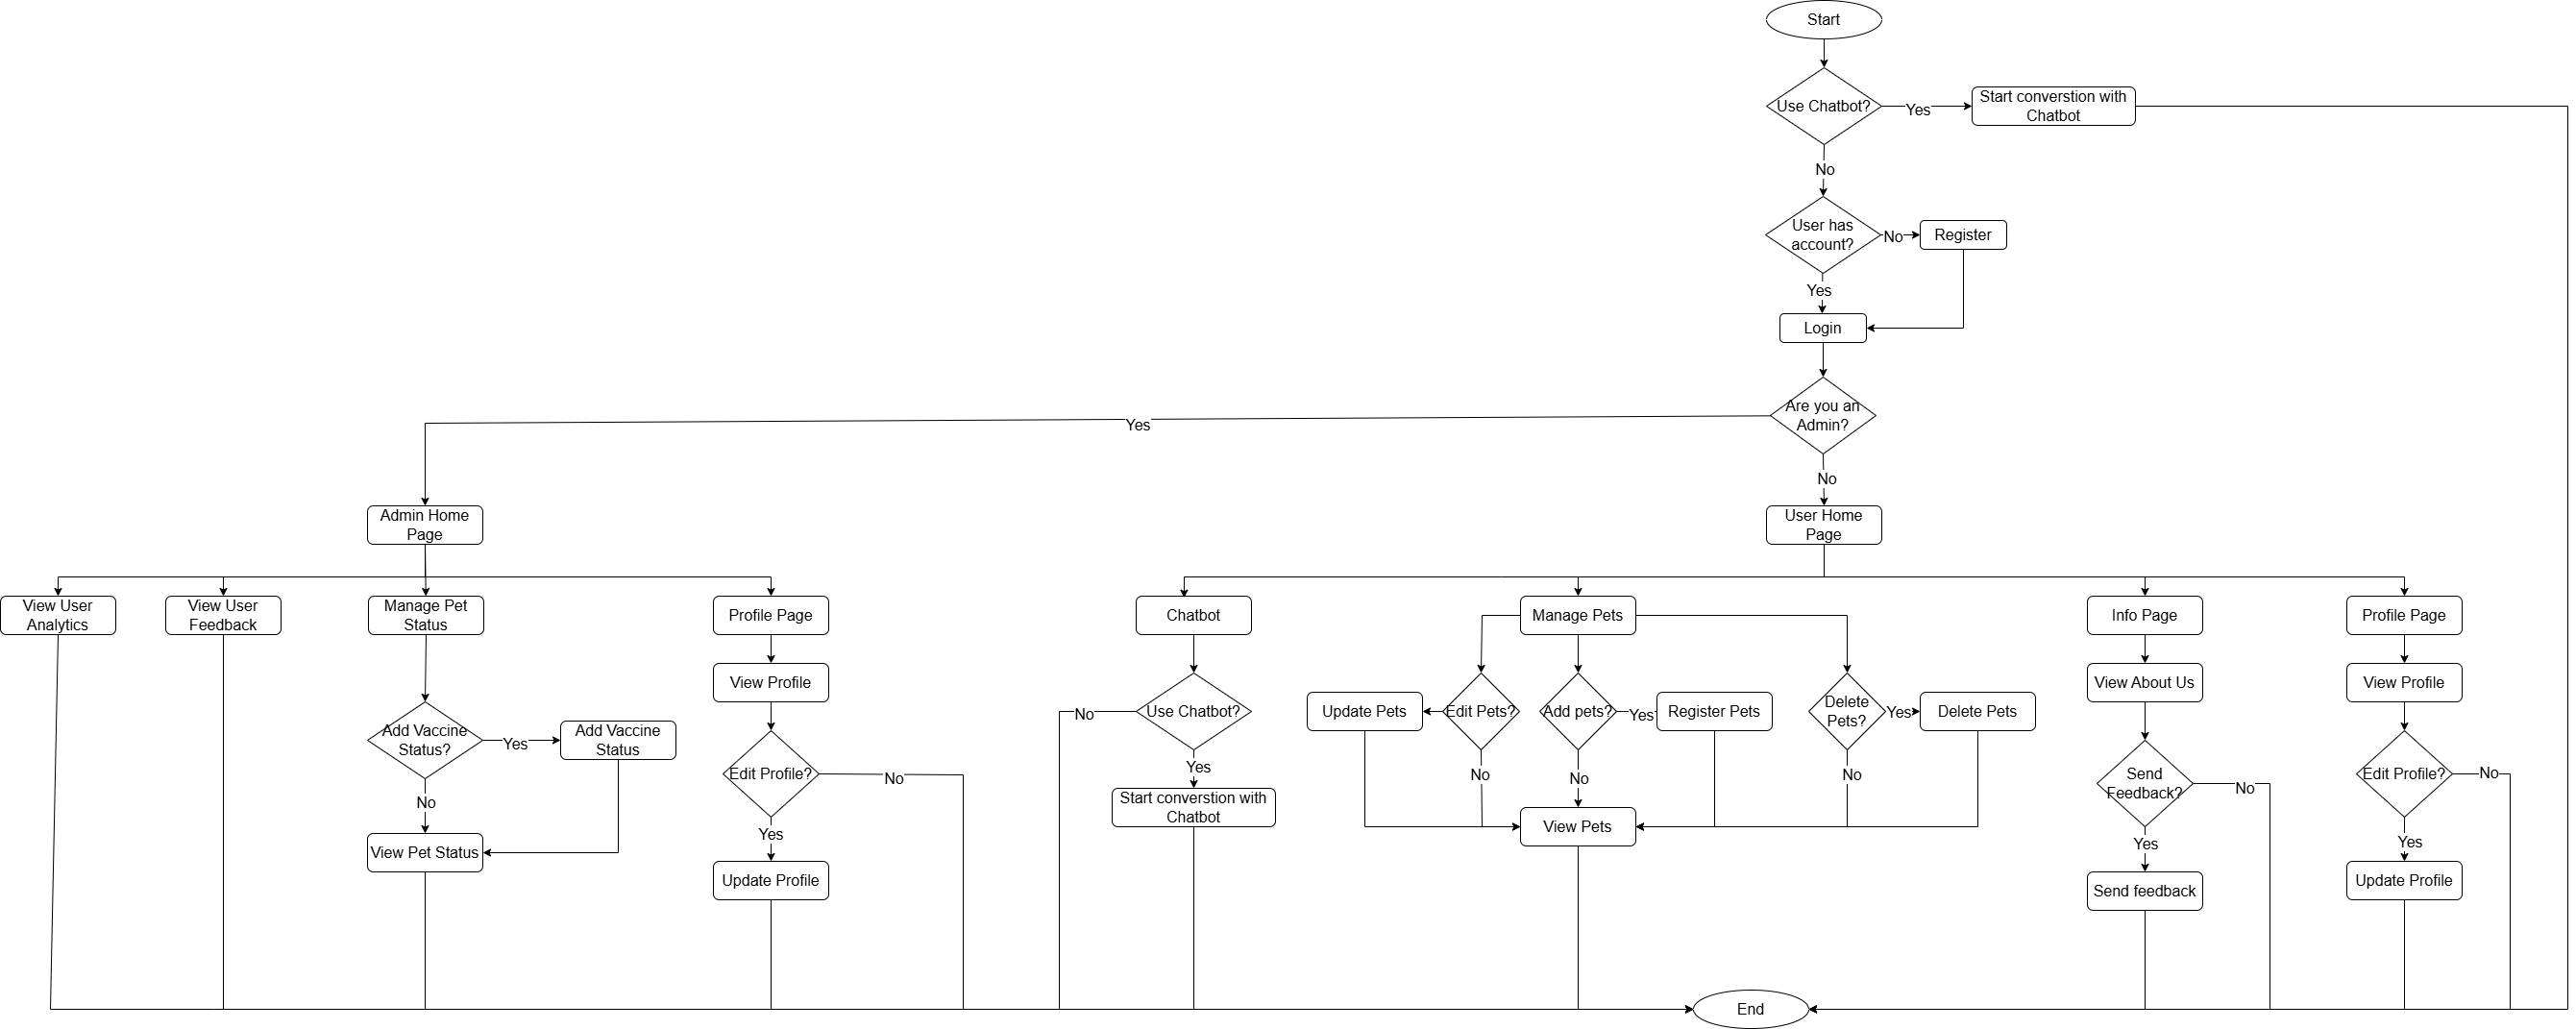 Start
Use Chatbot?
Yes
Start converstion with
Chatbot
No
User has
account?
No
Register
Yes
Login
Are you an
Admin?
Yes
No
Admin Home
Page
User Home
Page
View User
Analytics
View User
Feedback
Manage Pet
Status
Profile Page
Chatbot
Manage Pets
Info Page
Profile Page
View Profile
View About Us
View Profile
Add Vaccine
Status?
Yes
Add Vaccine
Status
No
View Pet Status
Edit Profile?
No
Yes
Update Profile
No
Use Chatbot?
Yes
Start converstion with
Chatbot
Update Pets
Edit Pets?
No
Add pets?
Yes
Register Pets
No
Delete
Pets?
Yes
Delete Pets
No
View Pets
Send
Feedback?
No
Yes
Send feedback
Edit Profile?
No
Yes
Update Profile
End